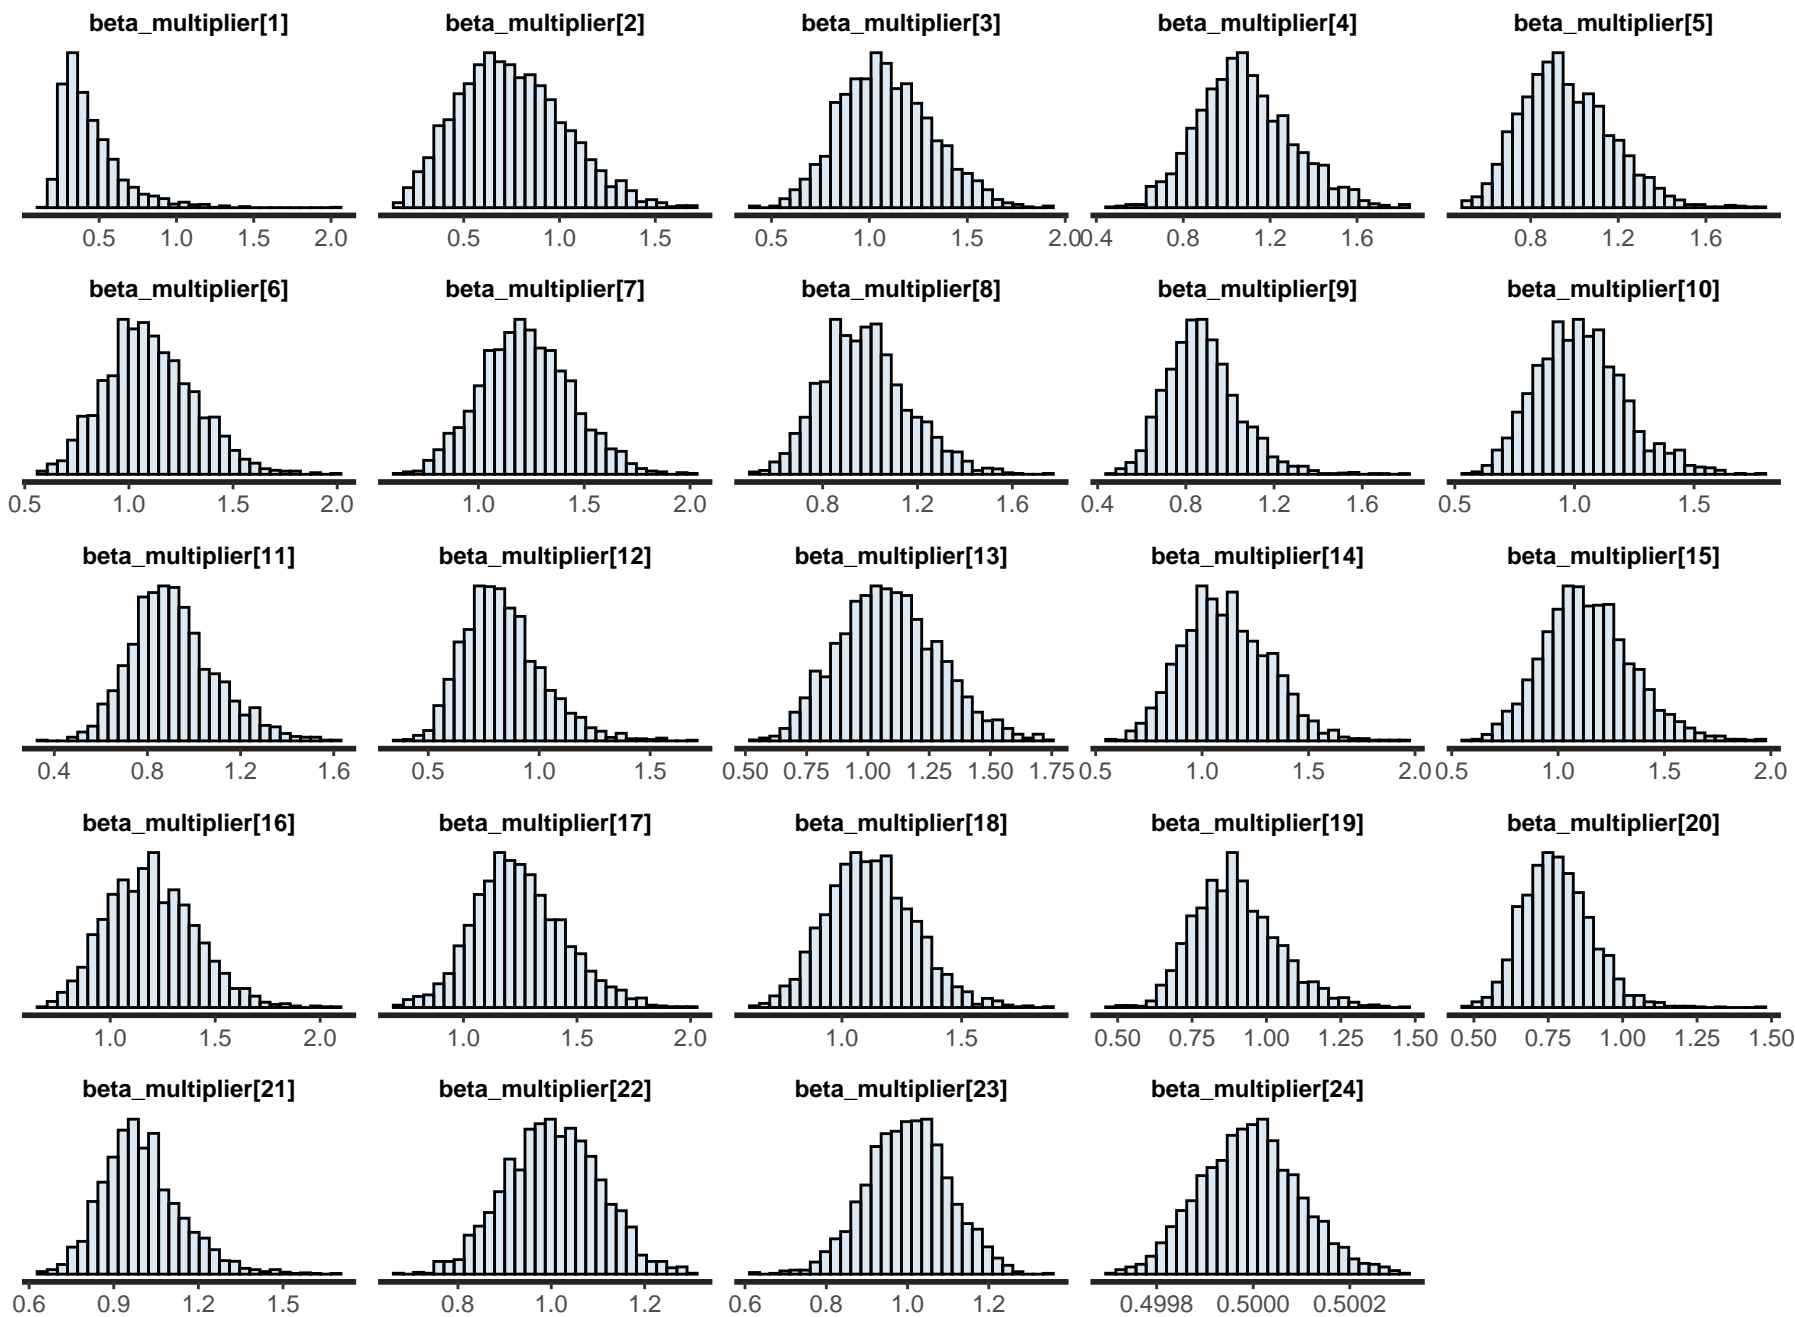 beta_multiplier[1] beta_multiplier[2] beta_multiplier[3] beta_multiplier[4] beta_multiplier[5]
0.5 1.0 1.5 2.0 0.5 1.0 1.5 0.5 1.0 1.5 2.0 0.4 0.8 1.2 1.6 0.8 1.2 1.6
beta_multiplier[6] beta_multiplier[7] beta_multiplier[8] beta_multiplier[9] beta_multiplier[10]
0.5 1.0 1.5 2.0 1.0 1.5 2.0 0.8 1.2 1.6 0.4 0.8 1.2 1.6 0.5 1.0 1.5
beta_multiplier[11] beta_multiplier[12] beta_multiplier[13] beta_multiplier[14] beta_multiplier[15]
0.4 0.8 1.2 1.6 0.5 1.0 1.5 0.50 0.75 1.00 1.25 1.50 1.75 0.5 1.0 1.5 2.0 0.5 1.0 1.5 2.0
beta_multiplier[16] beta_multiplier[17] beta_multiplier[18] beta_multiplier[19] beta_multiplier[20]
1.0 1.5 2.0 1.0 1.5 2.0 1.0 1.5 0.50 0.75 1.00 1.25 1.50 0.50 0.75 1.00 1.25 1.50
beta_multiplier[21] beta_multiplier[22] beta_multiplier[23] beta_multiplier[24]
0.6 0.9 1.2 1.5 0.8 1.0 1.2 0.6 0.8 1.0 1.2 0.4998 0.5000 0.5002